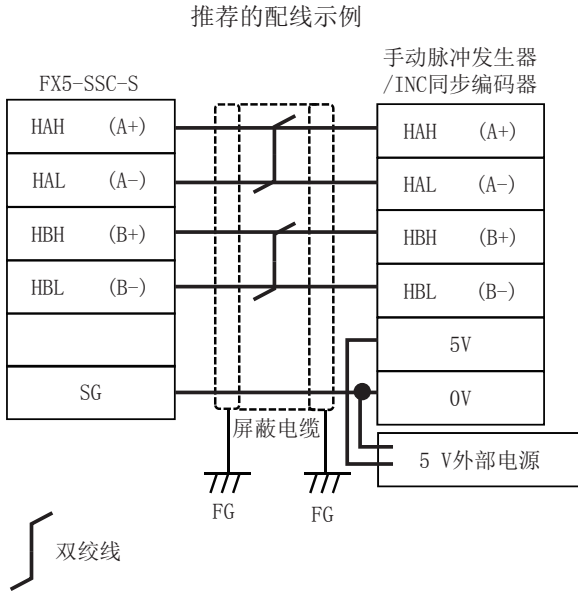 推荐的配线示例
FX5-SSC-S
手动脉冲发生器
/INC同步编码器
HAH (A+)
HAL (A-)
HBH (B+)
HBL (B-)
SG
HAH (A+)
HAL (A-)
HBH (B+)
HBL (B-)
5V
0V
5 V外部电源
屏蔽电缆
FG
FG
双绞线